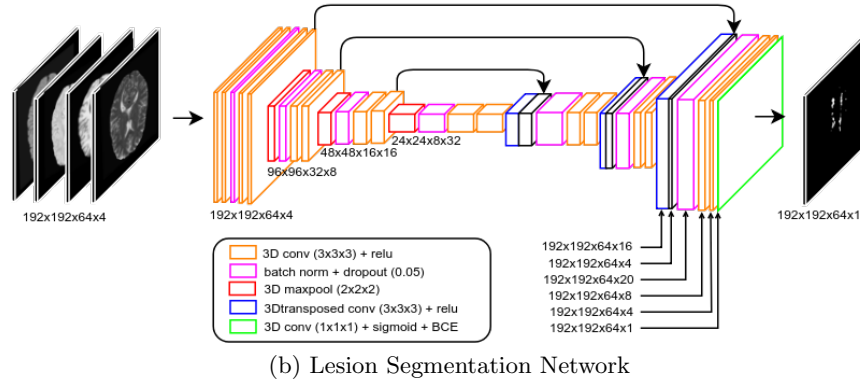 192x192x64x4
192x192x64x4
96x96x32x8
48x48x16x16
24x24x8x32
192x192x64x1
3D conv (3x3x3) + relu
batch norm + dropout (0.05)
3D maxpool (2x2x2)
3Dtransposed conv (3x3x3) + relu
3D conv (1x1x1) + sigmoid + BCE
192x192x64x16
192x192x64x4
192x192x64x20
192x192x64x8
192x192x64x4
192x192x64x1
(b) Lesion Segmentation Network